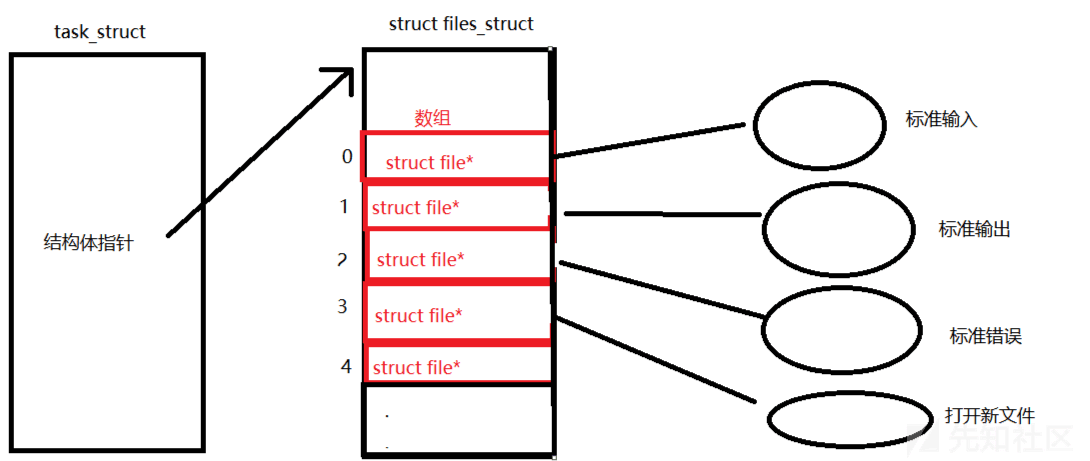 task_struct
struct files_struct
结构体指针
数组
0
struct file*
1
struct file*
2
struct file*
3
struct file*
4
struct file*
.
.
标准输入
标准输出
标准错误
打开新文件
先知社区